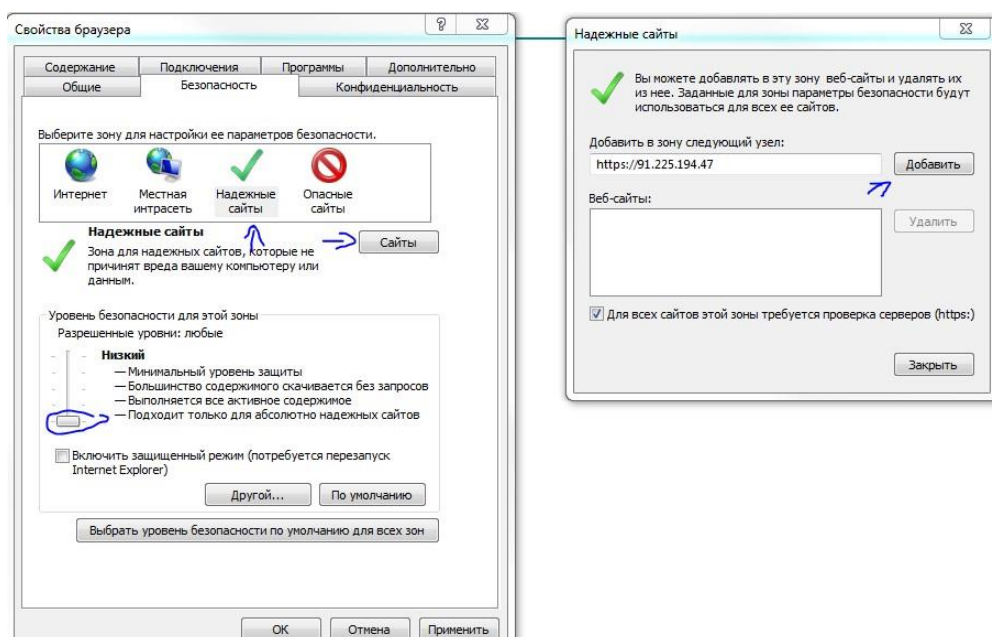 Свойства браузера
Содержание Подключения Программы Дополнительно
Общие Безопасность Конфиденциальность
Выберите зону для настройки ее параметров безопасности.
Интернет
Местная
интрасеть
Надежные
сайты
Опасные
сайты
Надежные сайты
Зона для надежных сайтов, которые не
причинят вреда вашему компьютеру или
данным.
Сайты
Уровень безопасности для этой зоны
Разрешенные уровни: любые
Низкий
— Минимальный уровень защиты
— Большинство содержимого скачивается без запросов
— Выполняется все активное содержимое
— Подходит только для абсолютно надежных сайтов
Включить защищенный режим (потребуется перезапуск
Internet Explorer)
Другой... По умолчанию
Выбрать уровень безопасности по умолчанию для всех зон
ОК Отмена Применить
Надежные сайты
Вы можете добавлять в эту зону веб-сайты и удалять их
из нее. Заданные для зоны параметры безопасности будут
использоваться для всех ее сайтов.
Добавить в зону следующий узел:
https://91.225.194.47 Добавить
Веб-сайты:
Удалить
Для всех сайтов этой зоны требуется проверка серверов (https:)
Закрыть